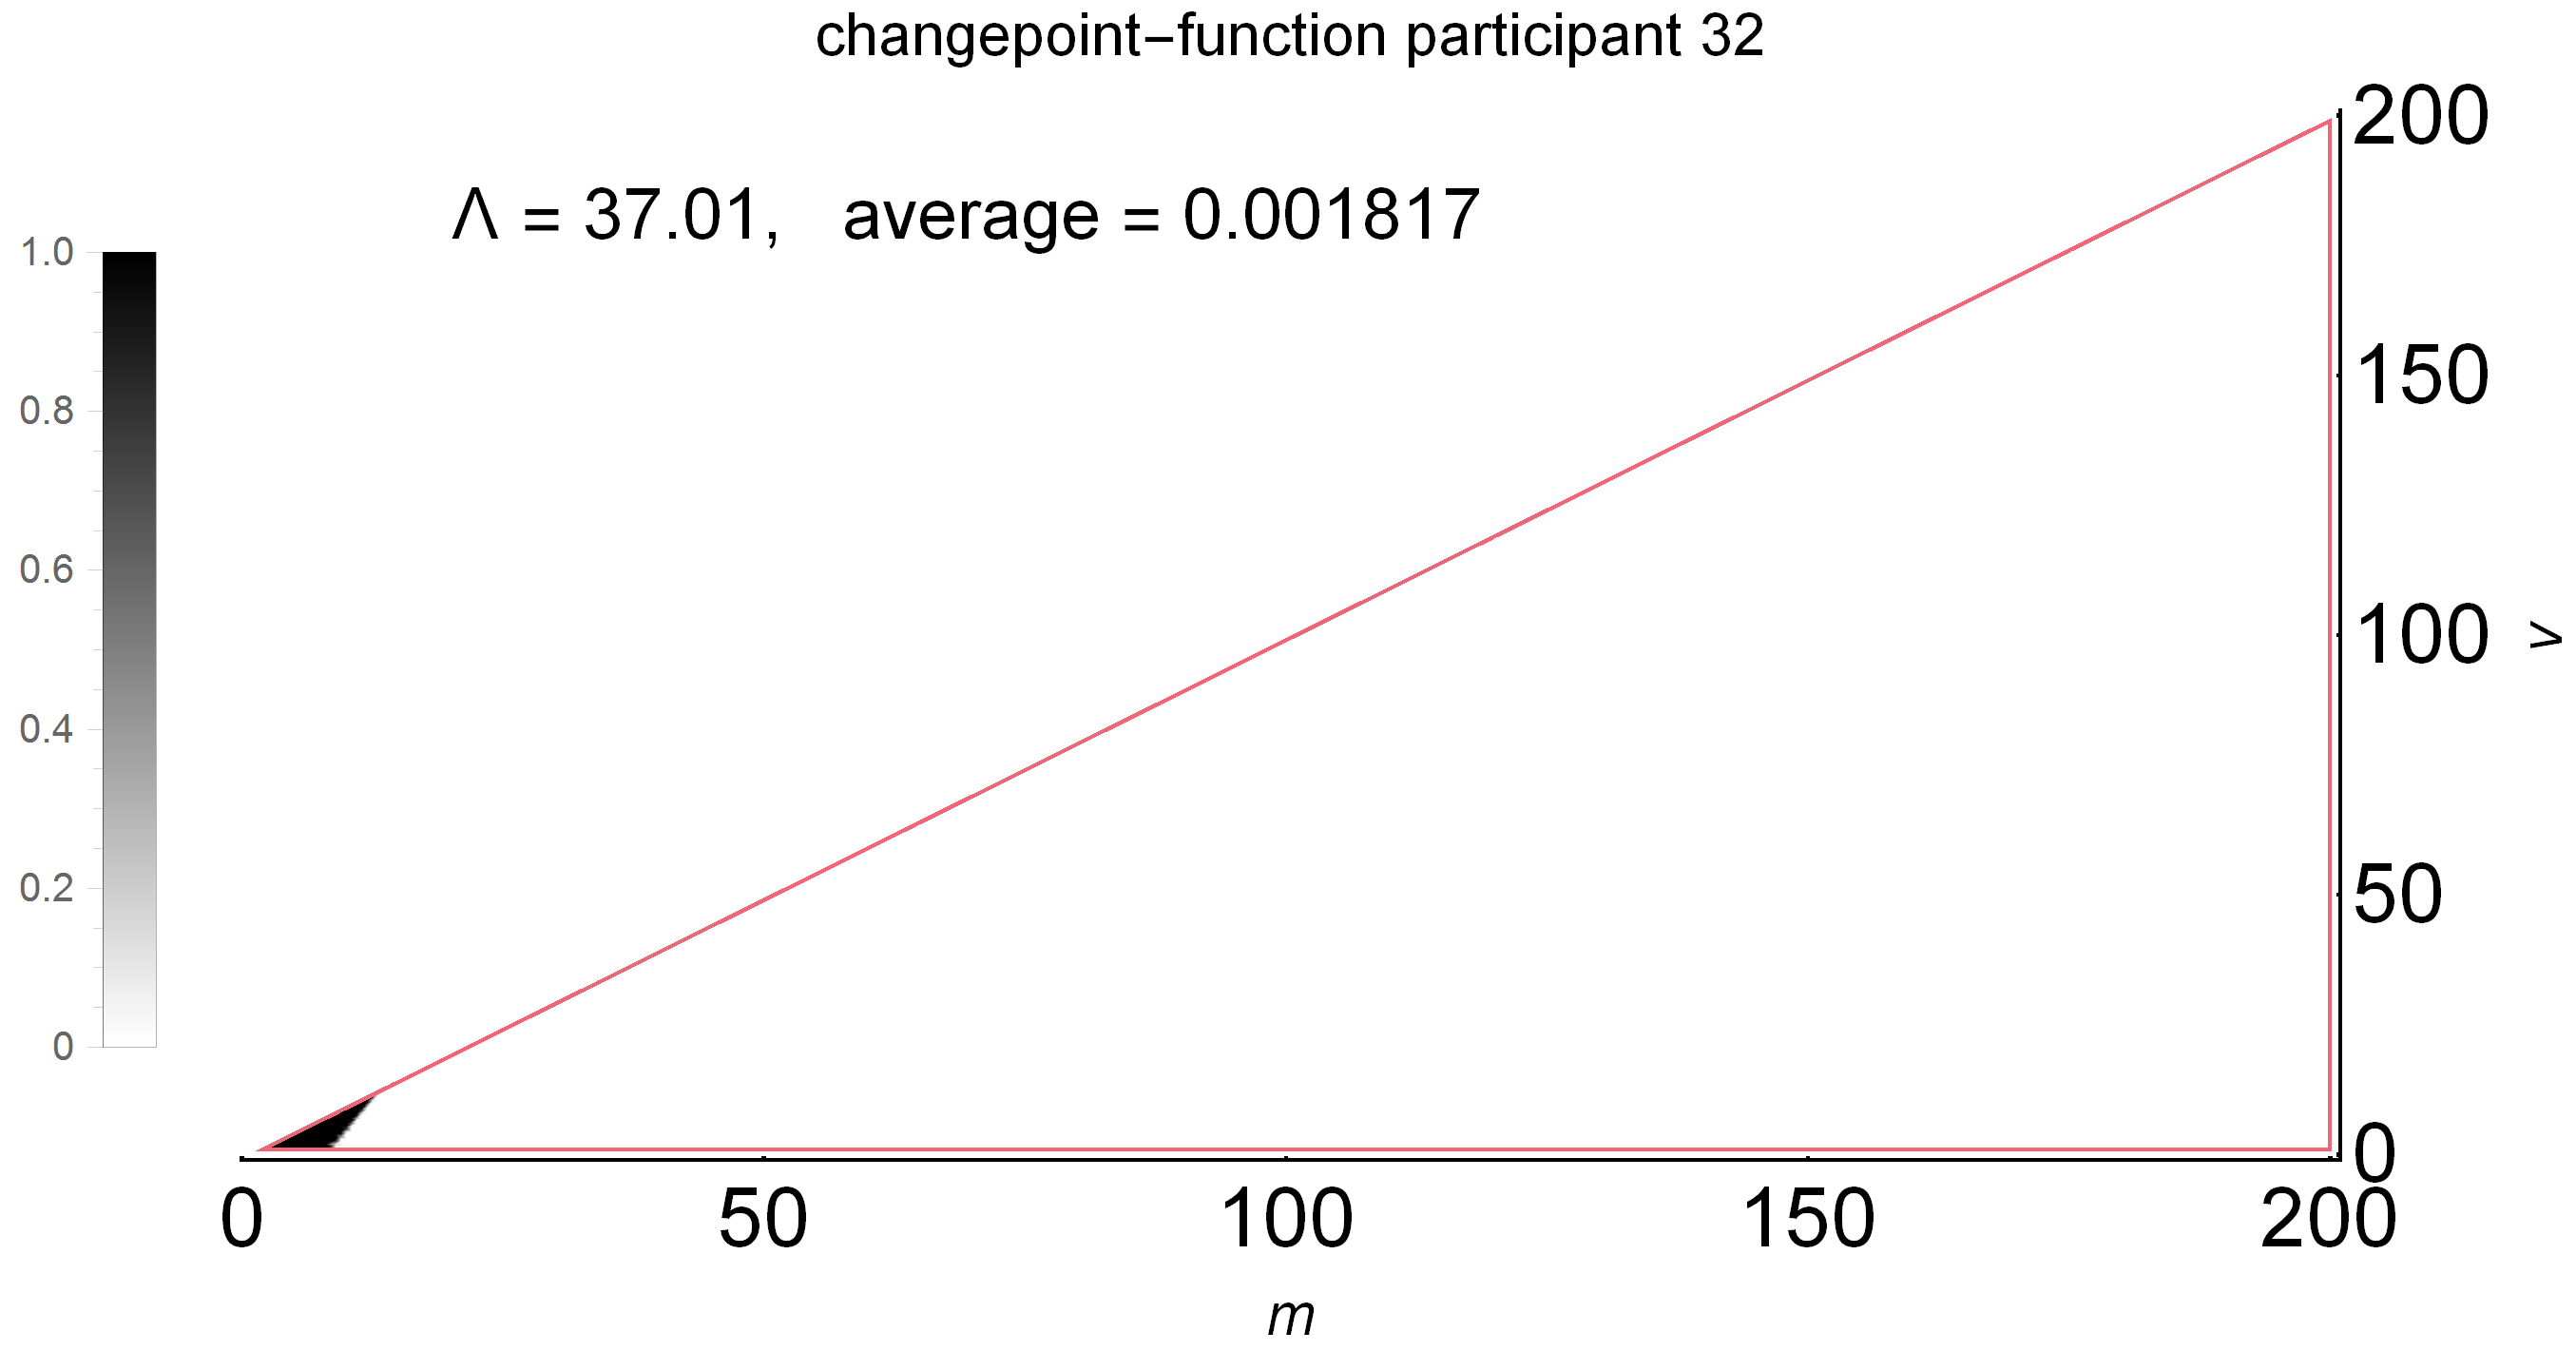 changepoint–function participant 32
Λ = 37.01, average = 0.001817
1.0
0.8
0.6
0.4
0.2
0
200
150
100
50
0
v
0 50 100 150 200
m